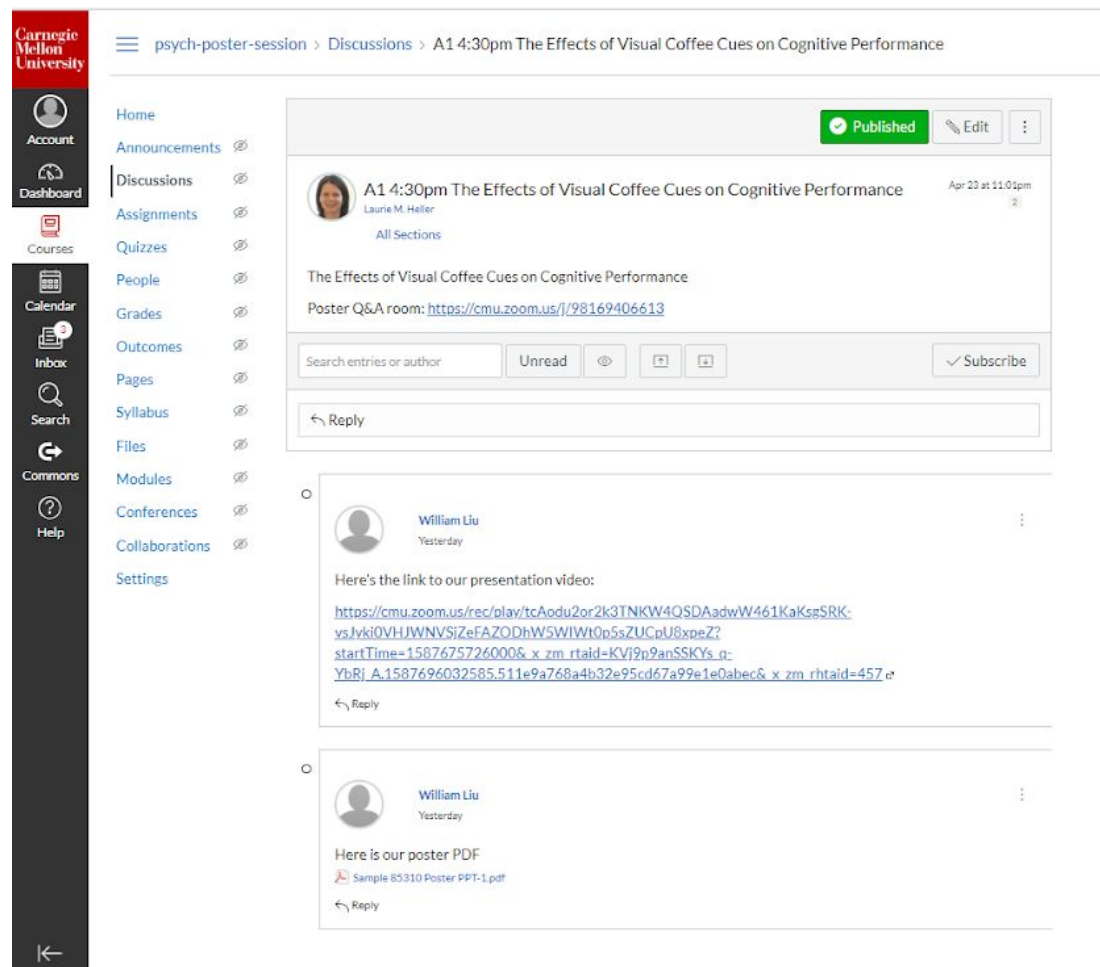 Carnegie
Mellon
University
psych-poster-session > Discussions > A1 4:30pm The Effects of Visual Coffee Cues on Cognitive Performance
Account
Dashboard
Courses
Calendar
3
Inbox
Search
Commons
Help
Home
Announcements
Discussions
Assignments
Quizzes
People
Grades
Outcomes
Pages
Syllabus
Files
Modules
Conferences
Collaborations
Settings
Published
Edit
A1 4:30pm The Effects of Visual Coffee Cues on Cognitive Performance
Apr 23 at 11:01pm
Laurie M. Heller
2
All Sections
The Effects of Visual Coffee Cues on Cognitive Performance
Poster Q&A room: https://cmu.zoom.us/j/98169406613
Search entries or author
Unread
Subscribe
Reply
William Liu
Yesterday
Here's the link to our presentation video:
https://cmu.zoom.us/rec/play/tcAodu2or2k3TNKW4QSDAadwW461KaKsgSRK-
vsJvki0VHJWNVSjZeFAZODhW5WIWt0p5sZUCpU8xpeZ?
startTime=1587675726000&_x_zm_rtaid=KVj9p9anSSKYs_q-
YbRj_A.1587696032585.511e9a768a4b32e95cd67a99e1e0abec&_x_zm_rhtaid=457
Reply
William Liu
Yesterday
Here is our poster PDF
Sample 85310 Poster PPT-1.pdf
Reply